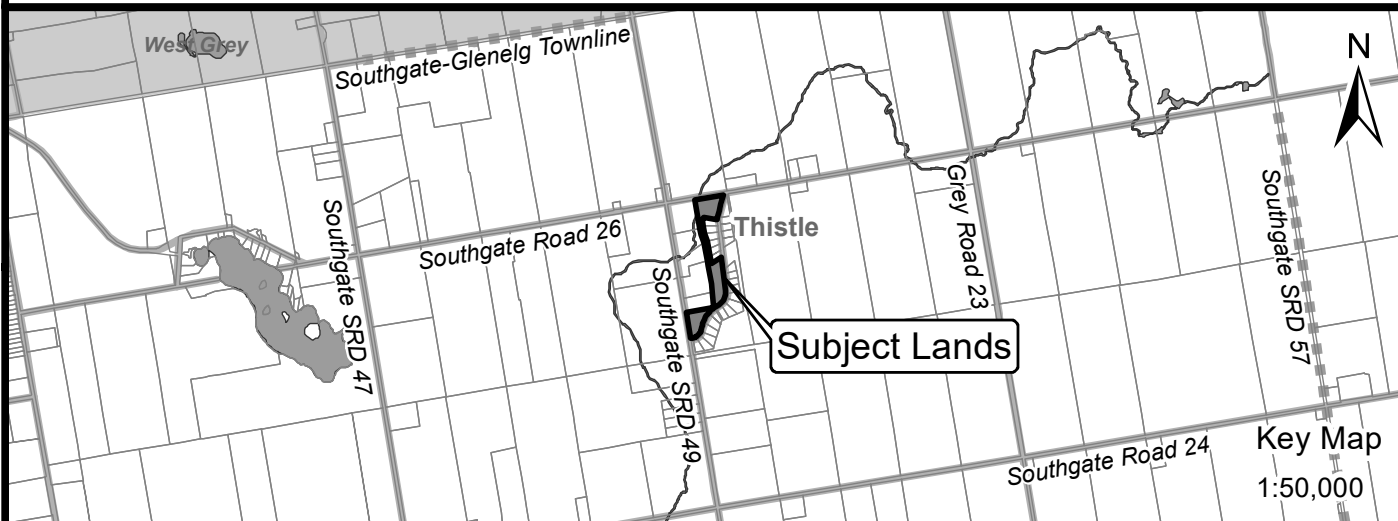 West Grey
Southgate-Glenelg Townline
N
Southgate SRD 47
Southgate Road 26
Southgate SRD 49
Thistle
Grey Road 23
Southgate SRD 57
Subject Lands
Southgate Road 24
Key Map
1:50,000